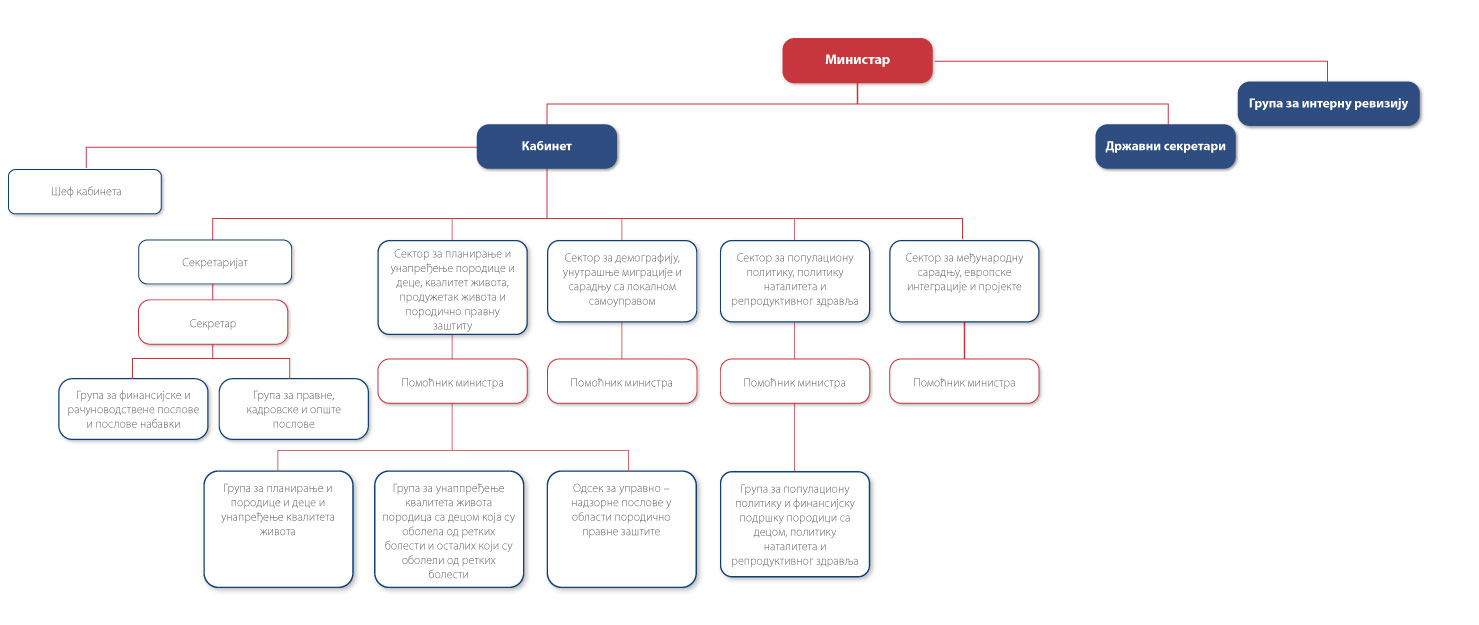 Министар
Група за интерну ревизију
Кабинет
Државни секретари
Шеф кабинета
Секретаријат
Сектор за планирање и
унапређење породице и
деце, квалитет живота,
продужетак живота и
породично правну
заштиту
Сектор за демографију,
унутрашње миграције и
сарадњу са локалном
самоуправом
Сектор за популациону
политику, политику
наталитета и
репродуктивног здравља
Сектор за међународну
сарадњу, европске
интеграције и пројекте
Секретар
Помоћник министра
Помоћник министра
Помоћник министра
Помоћник министра
Група за финансијске и
рачуноводствене послове
и послове набавки
Група за правне,
кадровске и опште
послове
Група за планирање и
породице и деце и
унапређење квалитета
живота
Група за унаппређење
квалитета живота
породица са децом која су
оболела од ретких
болести и осталих који су
оболели од ретких
болести
Одсек за управно –
надзорне послове у
области породично
правне заштите
Група за популациону
политику и финансијску
подршку породици са
децом, политику
наталитета и
репродуктивног здравља